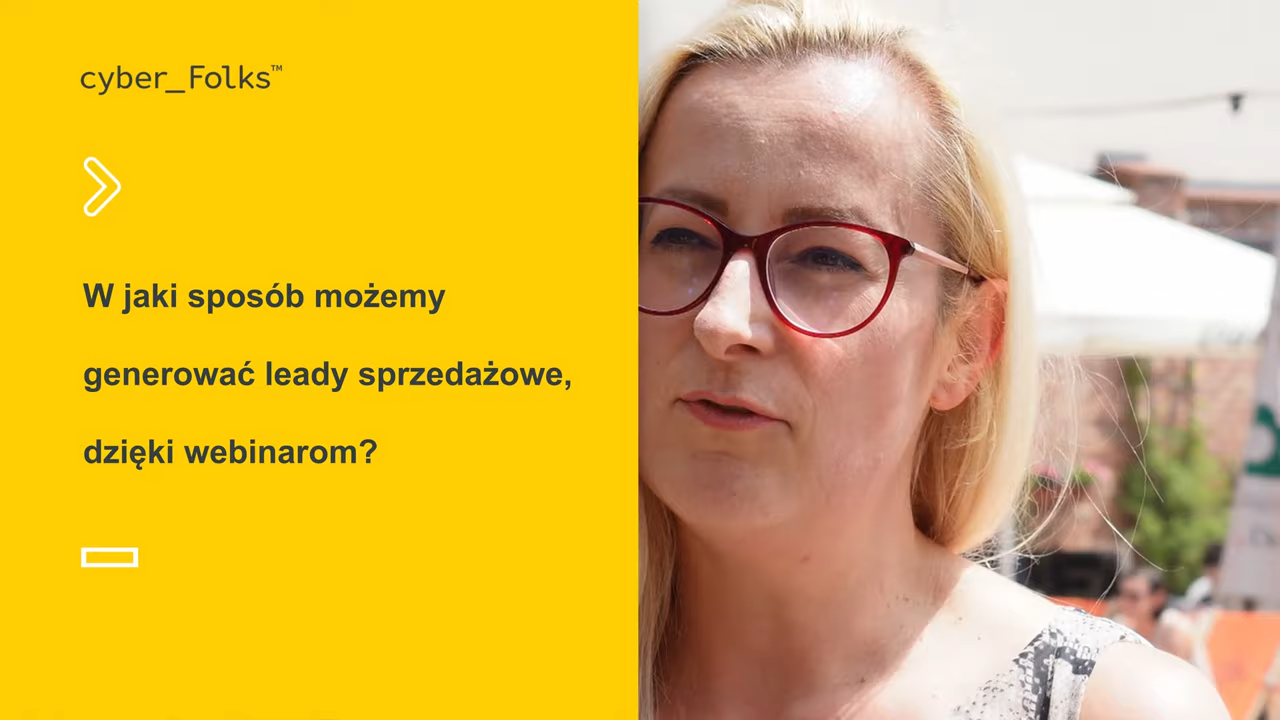 cyber_Folks™
W jaki sposób możemy
generować leady sprzedażowe,
dzięki webinarom?